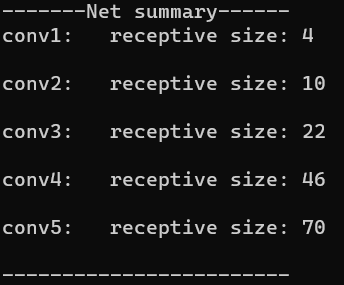 -------Net summary------
conv1:   receptive size: 4
conv2:   receptive size: 10
conv3:   receptive size: 22
conv4:   receptive size: 46
conv5:   receptive size: 70
------------------------